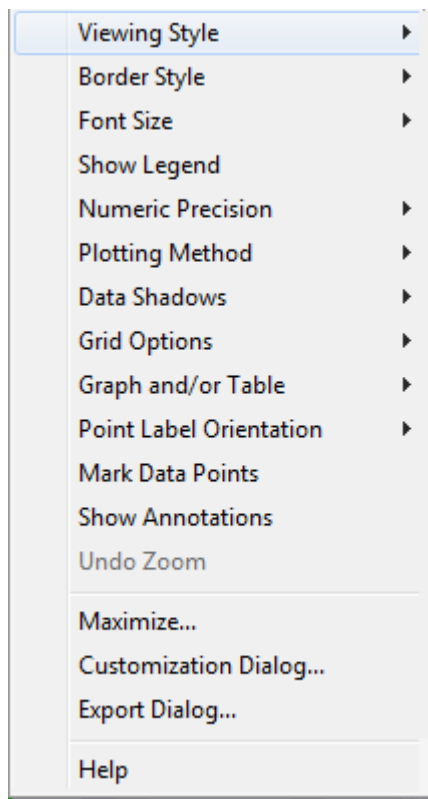 Viewing Style
Border Style
Font Size
Show Legend
Numeric Precision
Plotting Method
Data Shadows
Grid Options
Graph and/or Table
Point Label Orientation
Mark Data Points
Show Annotations
Undo Zoom
Maximize...
Customization Dialog...
Export Dialog...
Help